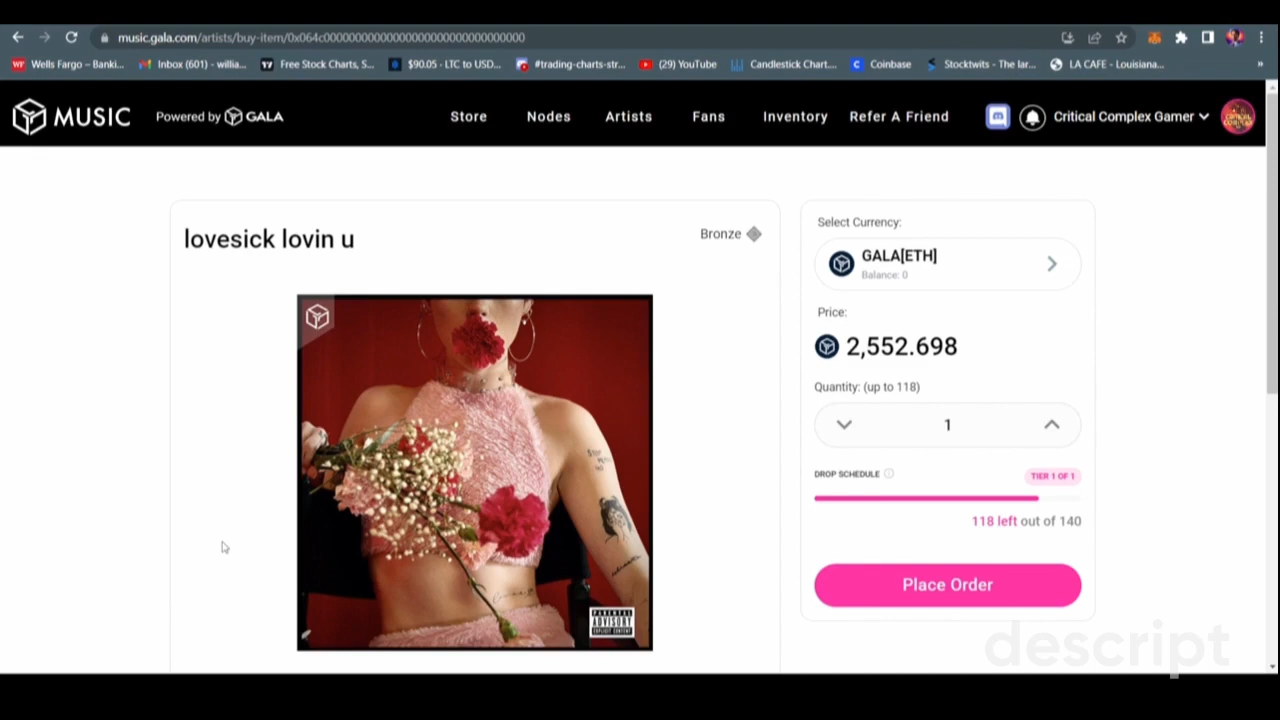 music.gala.com/artists/buy-item/0x064c00000000000000000000000000000000
Wells Fargo – Banki... Inbox (601) - willia... Free Stock Charts, S... $90.05 - LTC to USD... #trading-charts-str... (29) YouTube Candlestick Chart,... Coinbase Stocktwits - The lar... LA CAFE - Louisiana... »
MUSIC Powered by GALA Store Nodes Artists Fans Inventory Refer A Friend Critical Complex Gamer
lovesick lovin u
Bronze
PARENTAL
ADVISORY
EXPLICIT CONTENT
Select Currency:
GALA[ETH]
Balance: 0
Price:
2,552.698
Quantity: (up to 118)
1
DROP SCHEDULE TIER 1 OF 1
118 left out of 140
Place Order
descript